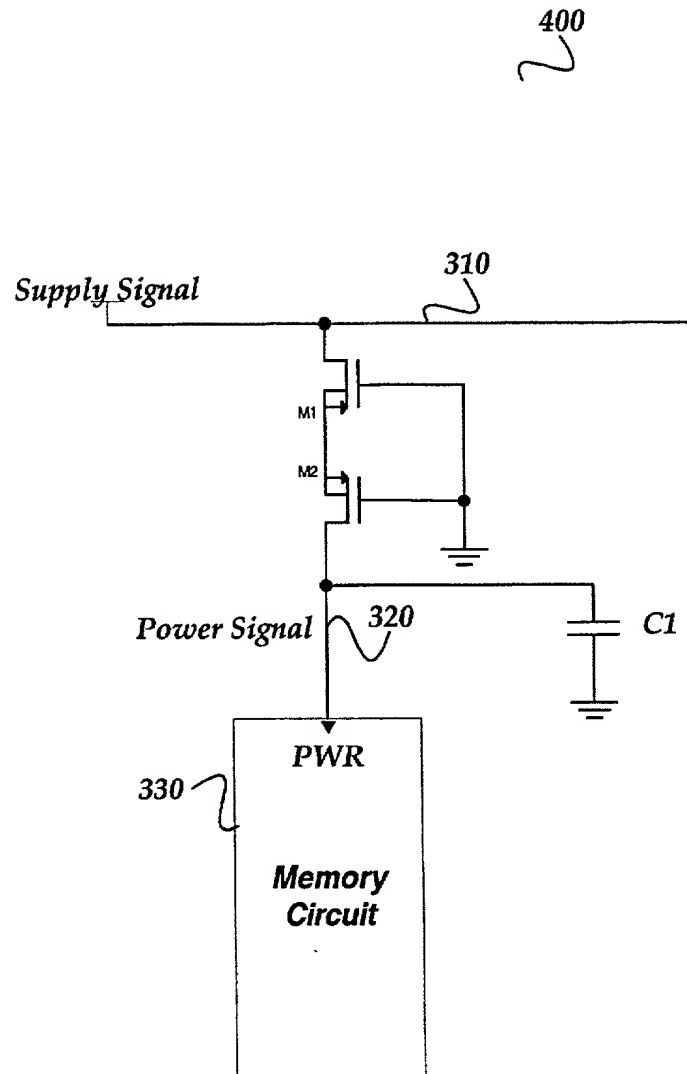 400
310
Supply Signal
M1
M2
Power Signal
320
C1
PWR
330
Memory
Circuit